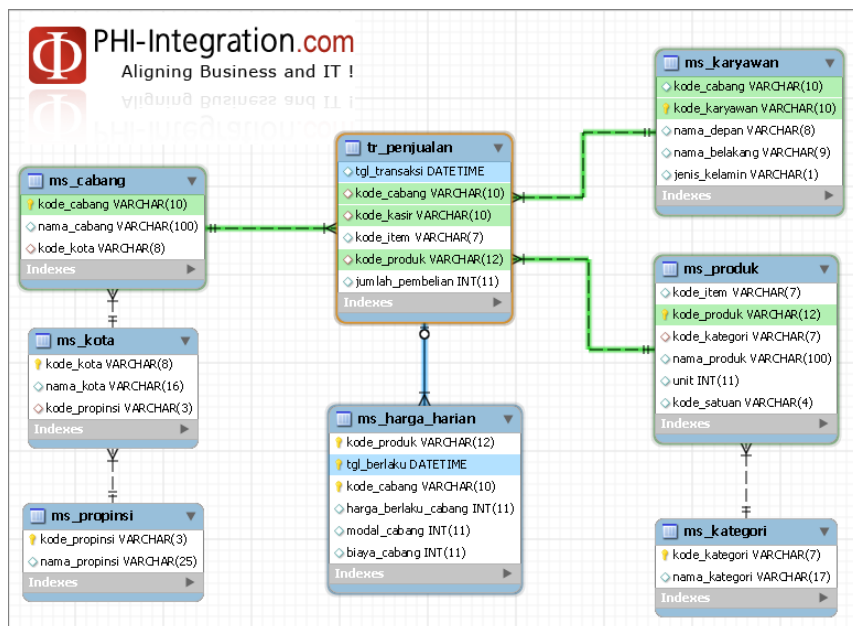 Φ PHI-Integration.com
Aligning Business and IT !
Aligning Business and IT !
ms_karyawan
kode_cabang VARCHAR(10)
kode_karyawan VARCHAR(10)
nama_depan VARCHAR(8)
nama_belakang VARCHAR(9)
jenis_kelamin VARCHAR(1)
Indexes
tr_penjualan
tgl_transaksi DATETIME
kode_cabang VARCHAR(10)
kode_kasir VARCHAR(10)
kode_item VARCHAR(7)
kode_produk VARCHAR(12)
jumlah_pembelian INT(11)
Indexes
ms_cabang
kode_cabang VARCHAR(10)
nama_cabang VARCHAR(100)
kode_kota VARCHAR(8)
Indexes
ms_produk
kode_item VARCHAR(7)
kode_produk VARCHAR(12)
kode_kategori VARCHAR(7)
nama_produk VARCHAR(100)
unit INT(11)
kode_satuan VARCHAR(4)
Indexes
ms_kota
kode_kota VARCHAR(8)
nama_kota VARCHAR(16)
kode_propinsi VARCHAR(3)
Indexes
ms_harga_harian
kode_produk VARCHAR(12)
tgl_berlaku DATETIME
kode_cabang VARCHAR(10)
harga_berlaku_cabang INT(11)
modal_cabang INT(11)
biaya_cabang INT(11)
Indexes
ms_propinsi
kode_propinsi VARCHAR(3)
nama_propinsi VARCHAR(25)
Indexes
ms_kategori
kode_kategori VARCHAR(7)
nama_kategori VARCHAR(17)
Indexes